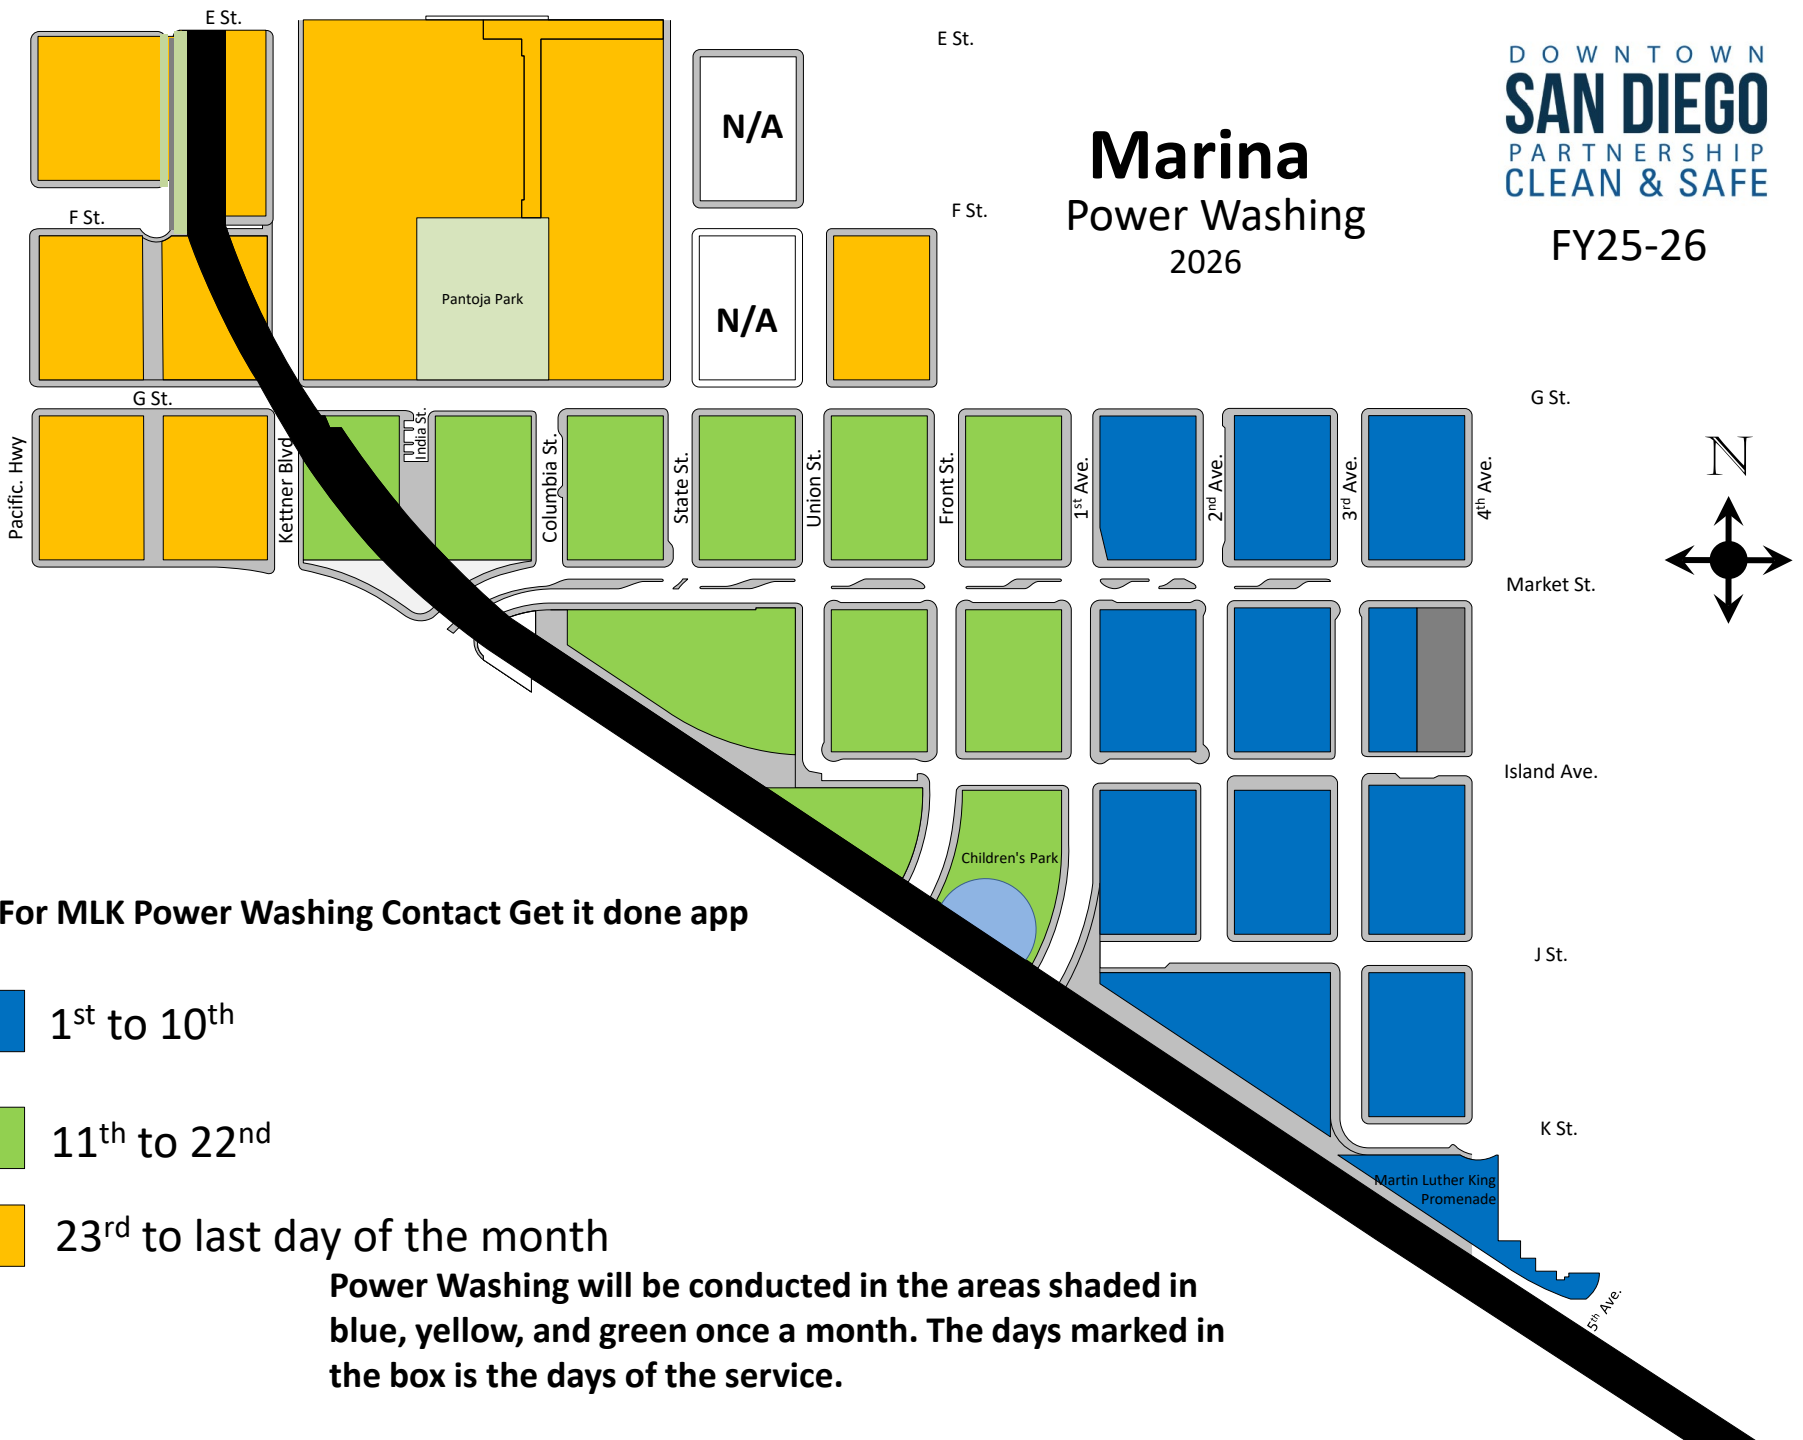 E St.
E St.
DOWNTOWN
SAN DIEGO
PARTNERSHIP
CLEAN & SAFE
FY25-26
N/A
Marina
Power Washing
2026
F St.
F St.
Pantoja Park
N/A
G St.
G St.
Pacific. Hwy
Kettner Blvd
India St.
Columbia St.
State St.
Union St.
Front St.
1st Ave.
2nd Ave.
3rd Ave.
4th Ave.
N
Market St.
Island Ave.
Children's Park
For MLK Power Washing Contact Get it done app
J St.
1st to 10th
11th to 22nd
K St.
Martin Luther King
Promenade
23rd to last day of the month
5th Ave.
Power Washing will be conducted in the areas shaded in
blue, yellow, and green once a month. The days marked in
the box is the days of the service.